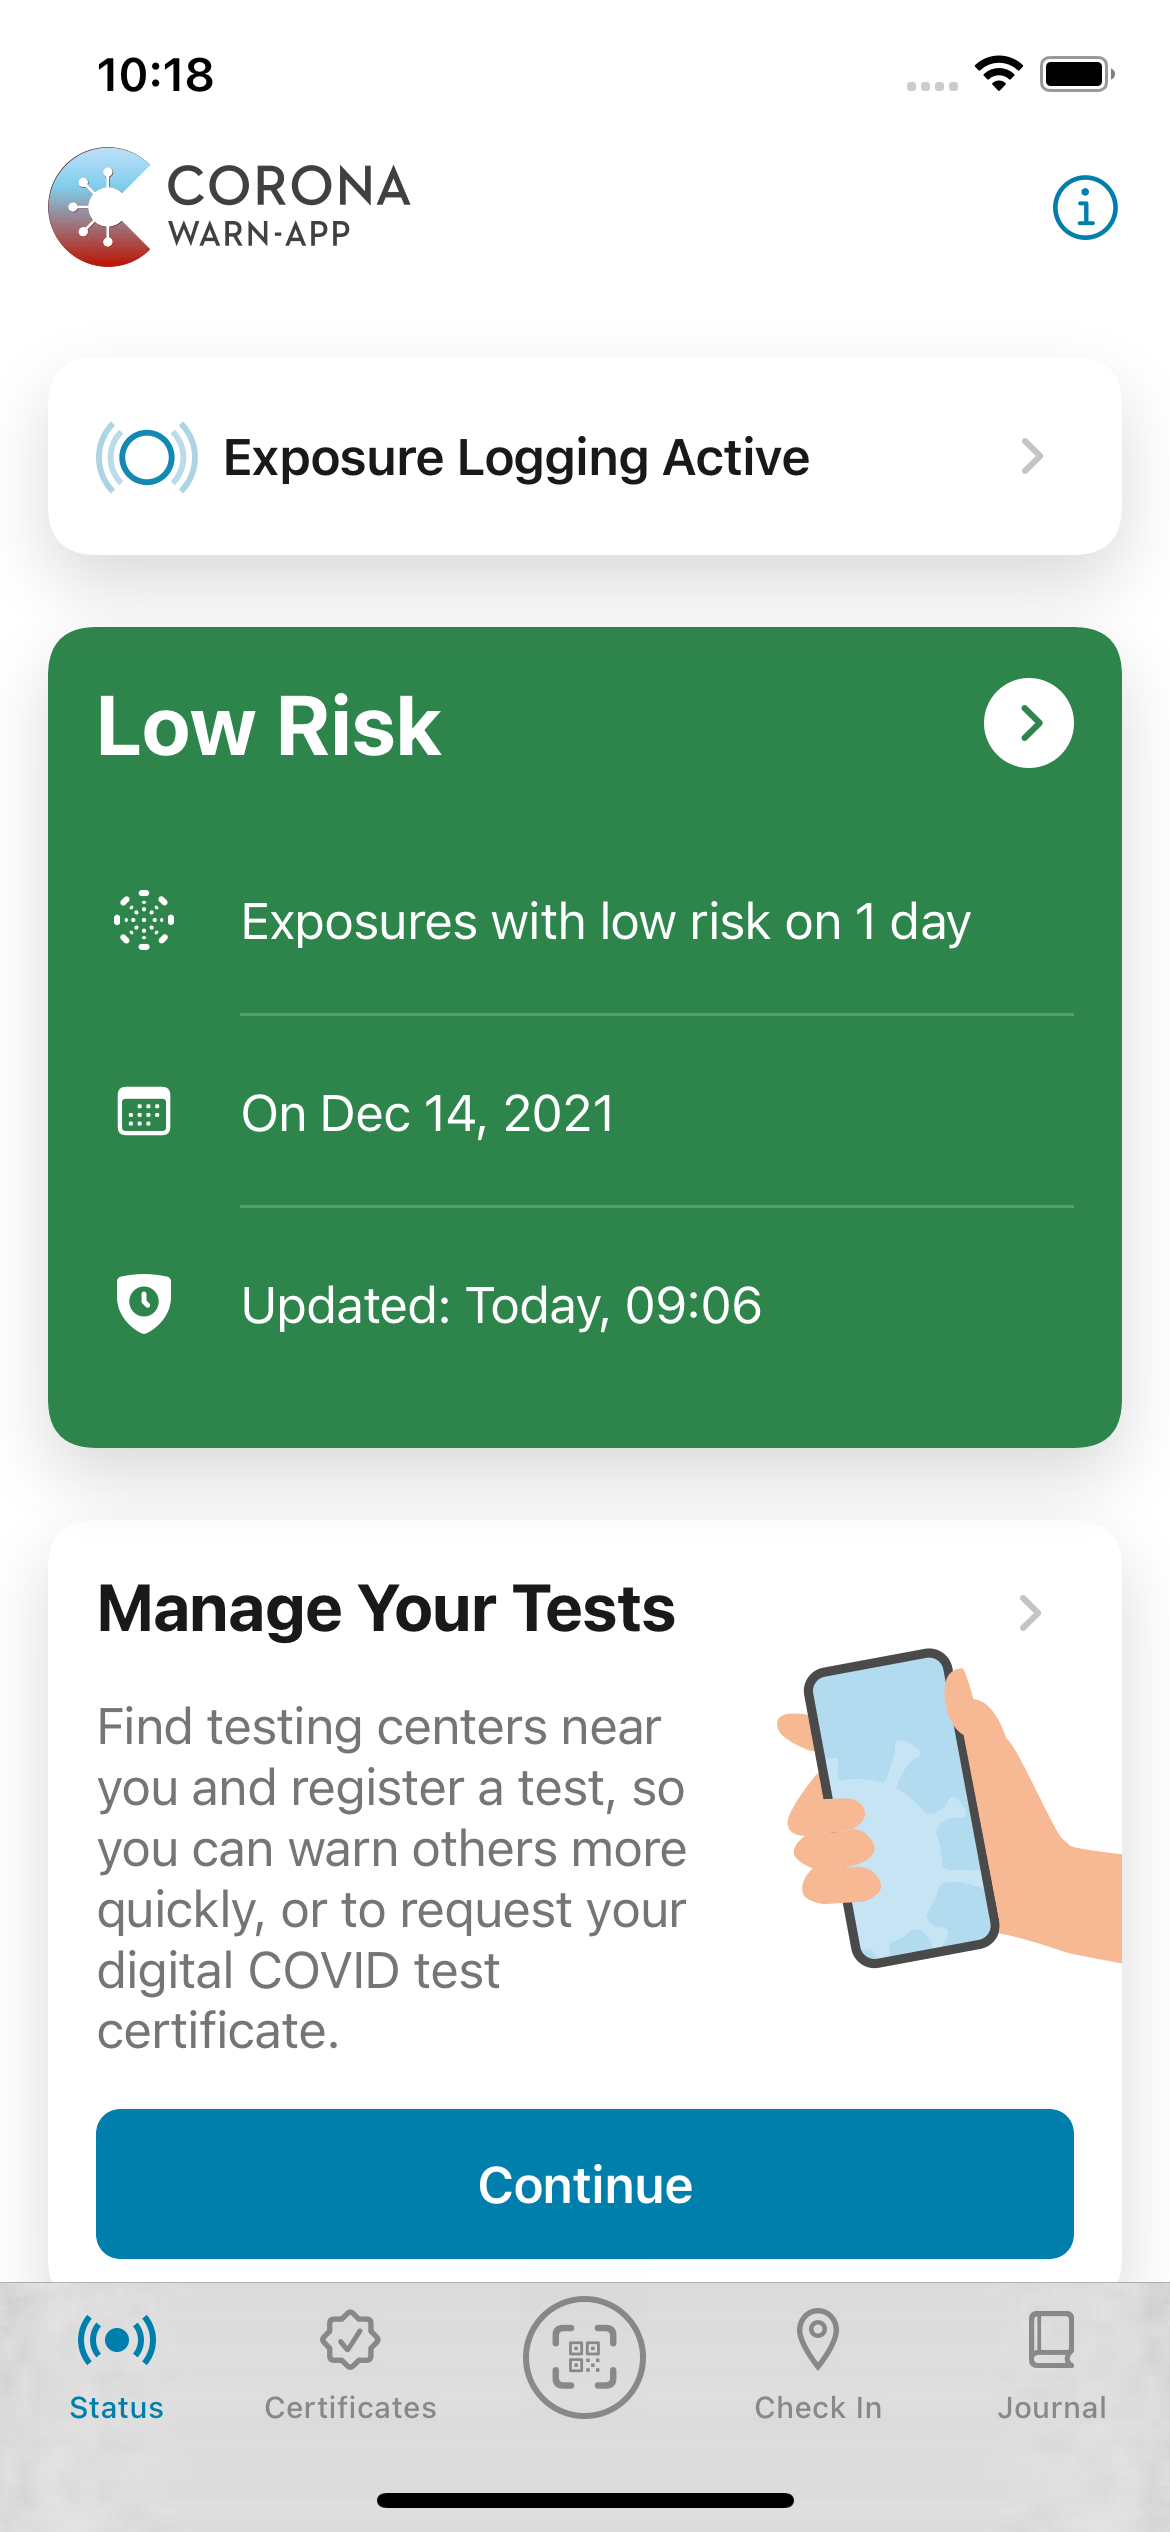 10:18
CORONA
WARN-APP
Exposure Logging Active
Low Risk
Exposures with low risk on 1 day
On Dec 14, 2021
Updated: Today, 09:06
Manage Your Tests
Find testing centers near
you and register a test, so
you can warn others more
quickly, or to request your
digital COVID test
certificate.
Continue
Status
Certificates
Check In
Journal